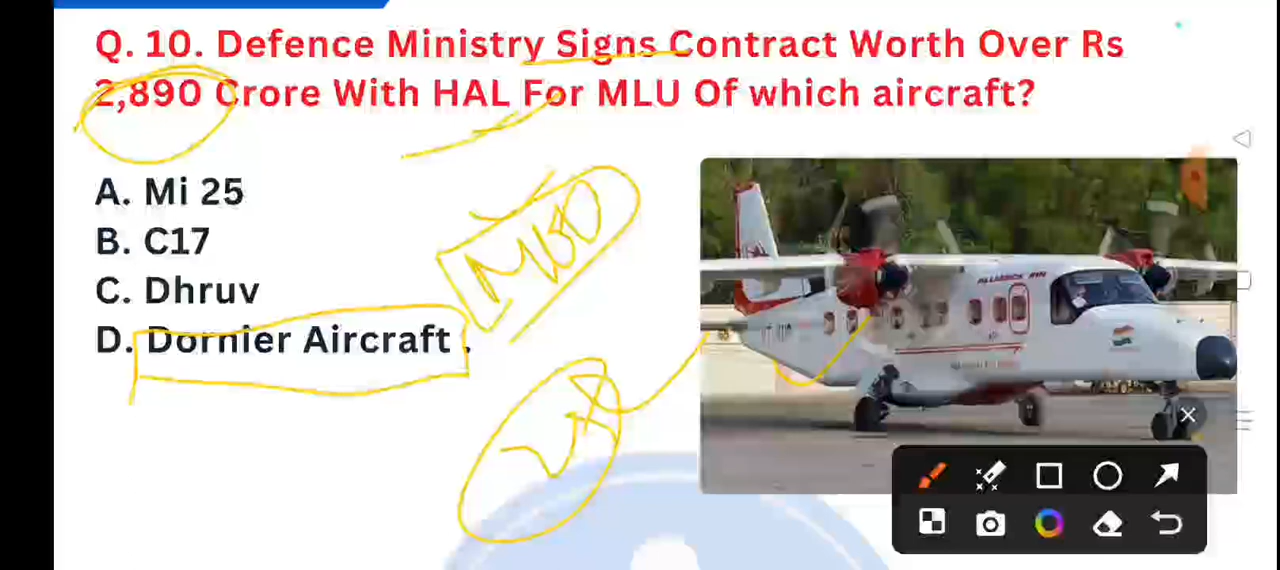 Q. 10. Defence Ministry Signs Contract Worth Over Rs
2,890 Crore With HAL For MLU Of which aircraft?
A. Mi 25
B. C17
C. Dhruv
D. Dornier Aircraft .